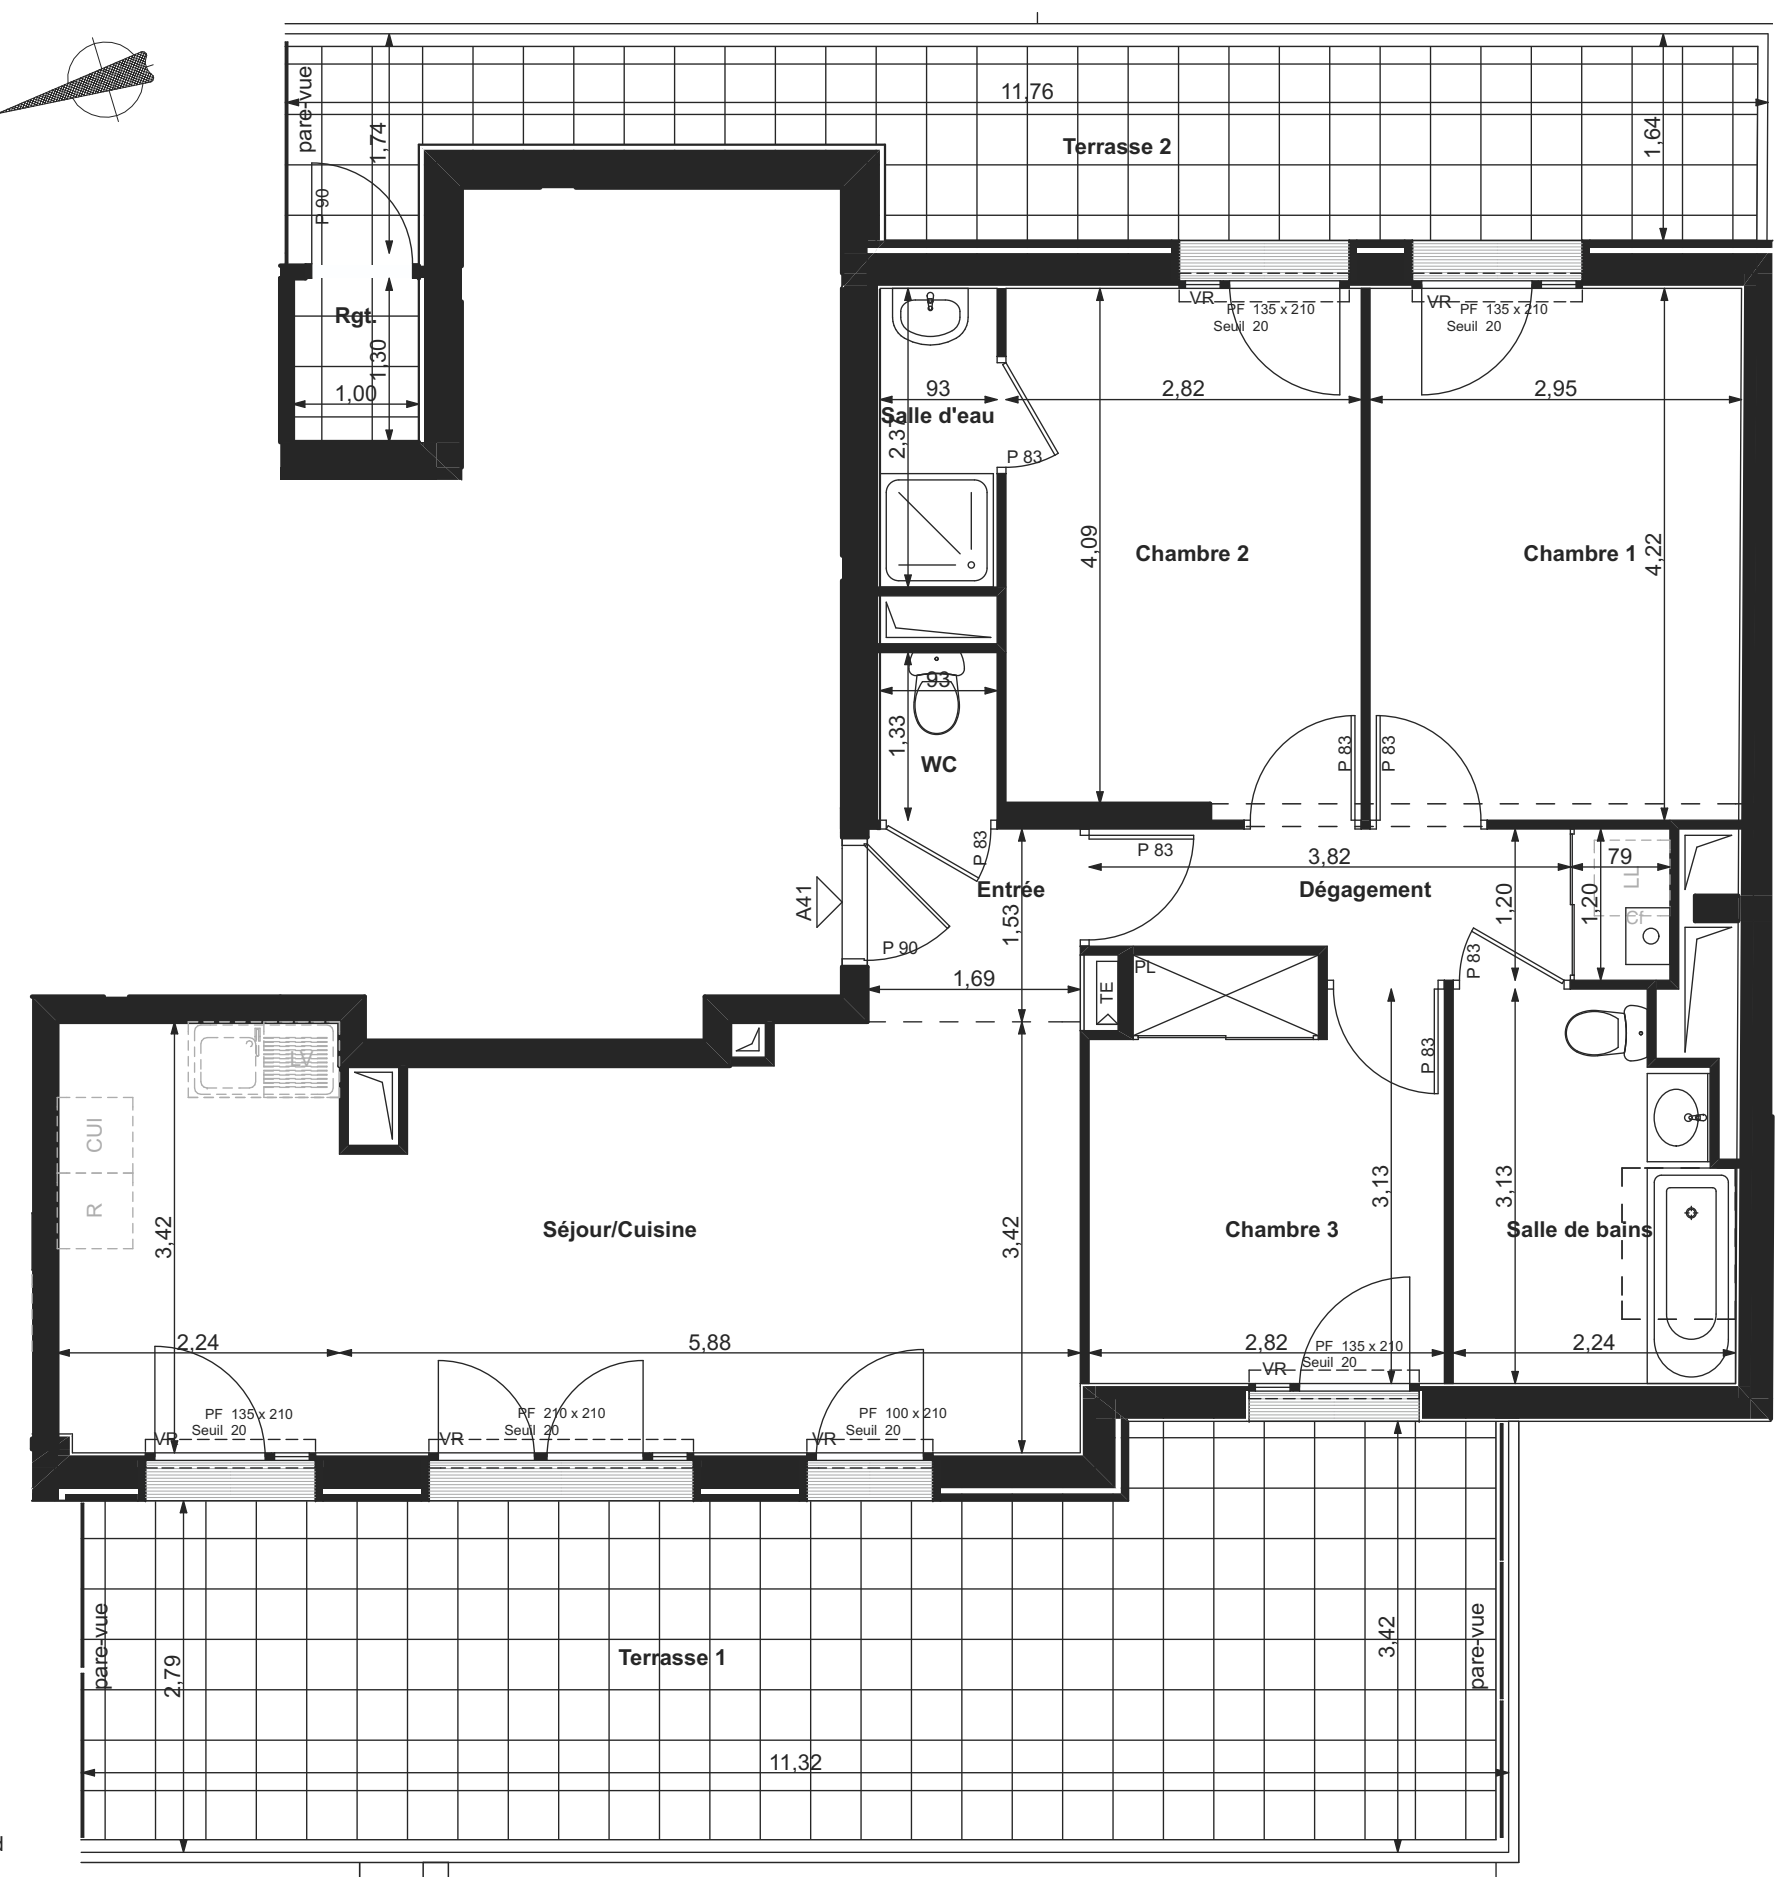 11,76
pare-vue
1,74
Terrasse 2
1,64
P 90
Rgt.
1,30
1,00
VR
PF 135 x 210
Seuil 20
VR
PF 135 x 210
Seuil 20
93
2,82
2,95
Salle d'eau
P 83
4,09
Chambre 2
Chambre 1
4,22
93
1,33
WC
P 83
P 83
P 83
P 83
3,82
79
LL
Entrée
Dégagement
A41
1,53
1,20
1,20
Cf
P 90
P 83
PL
1,69
TE
LV
P 83
CUI
R
3,42
Séjour/Cuisine
3,42
3,13
3,13
Chambre 3
Salle de bains
2,24
5,88
2,82
PF 135 x 210
Seuil 20
VR
2,24
PF 135 x 210
Seuil 20
VR
PF 210 x 210
Seuil 20
VR
PF 100 x 210
Seuil 20
VR
pare-vue
2,79
Terrasse 1
3,42
pare-vue
11,32